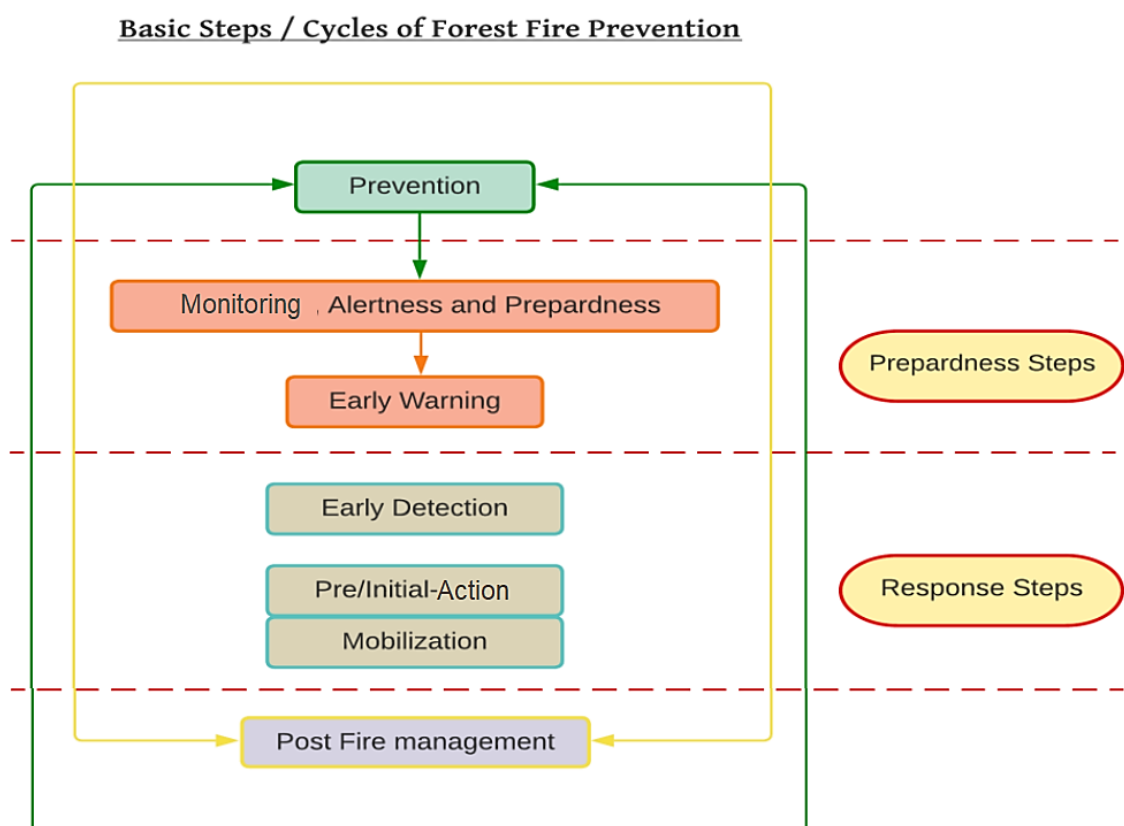 Basic Steps / Cycles of Forest Fire Prevention
Prevention
Monitoring , Alertness and Prepardness
Prepardness Steps
Early Warning
Early Detection
Pre/Initial-Action
Response Steps
Mobilization
Post Fire management